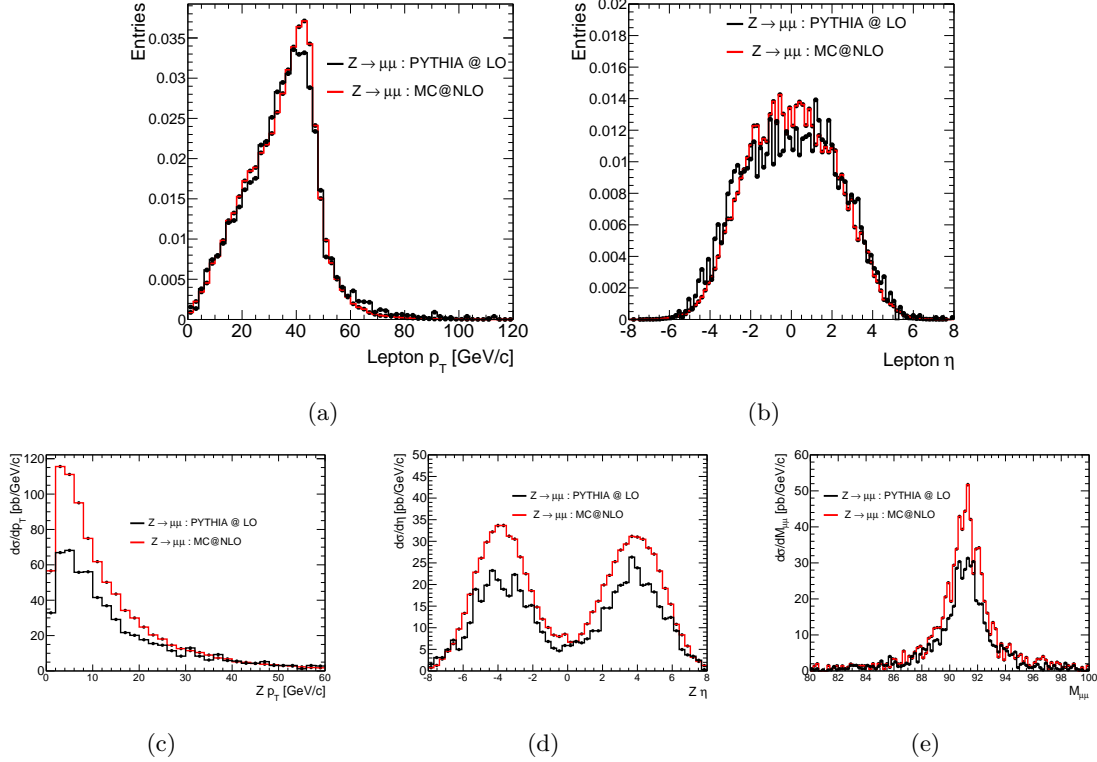 Entries
0.035
0.03
0.025
0.02
0.015
0.01
0.005
0
0 20 40 60 80 100 120
Lepton p_T [GeV/c]
Z → μμ : PYTHIA @ LO
Z → μμ : MC@NLO
(a)
Entries
0.02
0.018
0.016
0.014
0.012
0.01
0.008
0.006
0.004
0.002
0
-8 -6 -4 -2 0 2 4 6 8
Lepton η
Z → μμ : PYTHIA @ LO
Z → μμ : MC@NLO
(b)
dσ/dp_T [pb/GeV/c]
120
100
80
60
40
20
0
0 10 20 30 40 50 60
Z p_T [GeV/c]
Z → μμ : PYTHIA @ LO
Z → μμ : MC@NLO
(c)
dσ/dη [pb/GeV/c]
50
45
40
35
30
25
20
15
10
5
0
-8 -6 -4 -2 0 2 4 6 8
Z η
Z → μμ : PYTHIA @ LO
Z → μμ : MC@NLO
(d)
dσ/dM_μμ [pb/GeV/c]
60
50
40
30
20
10
0
80 82 84 86 88 90 92 94 96 98 100
M_μμ
Z → μμ : PYTHIA @ LO
Z → μμ : MC@NLO
(e)